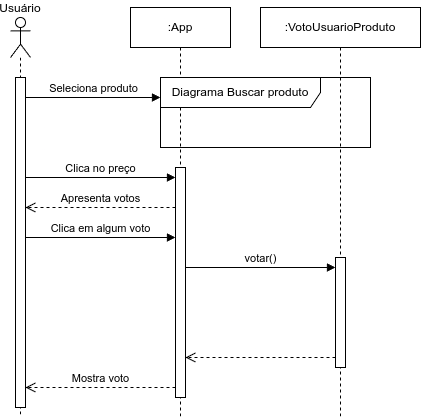 Usuário
:App
:VotoUsuarioProduto
Seleciona produto
Diagrama Buscar produto
Clica no preço
Apresenta votos
Clica em algum voto
votar()
Mostra voto